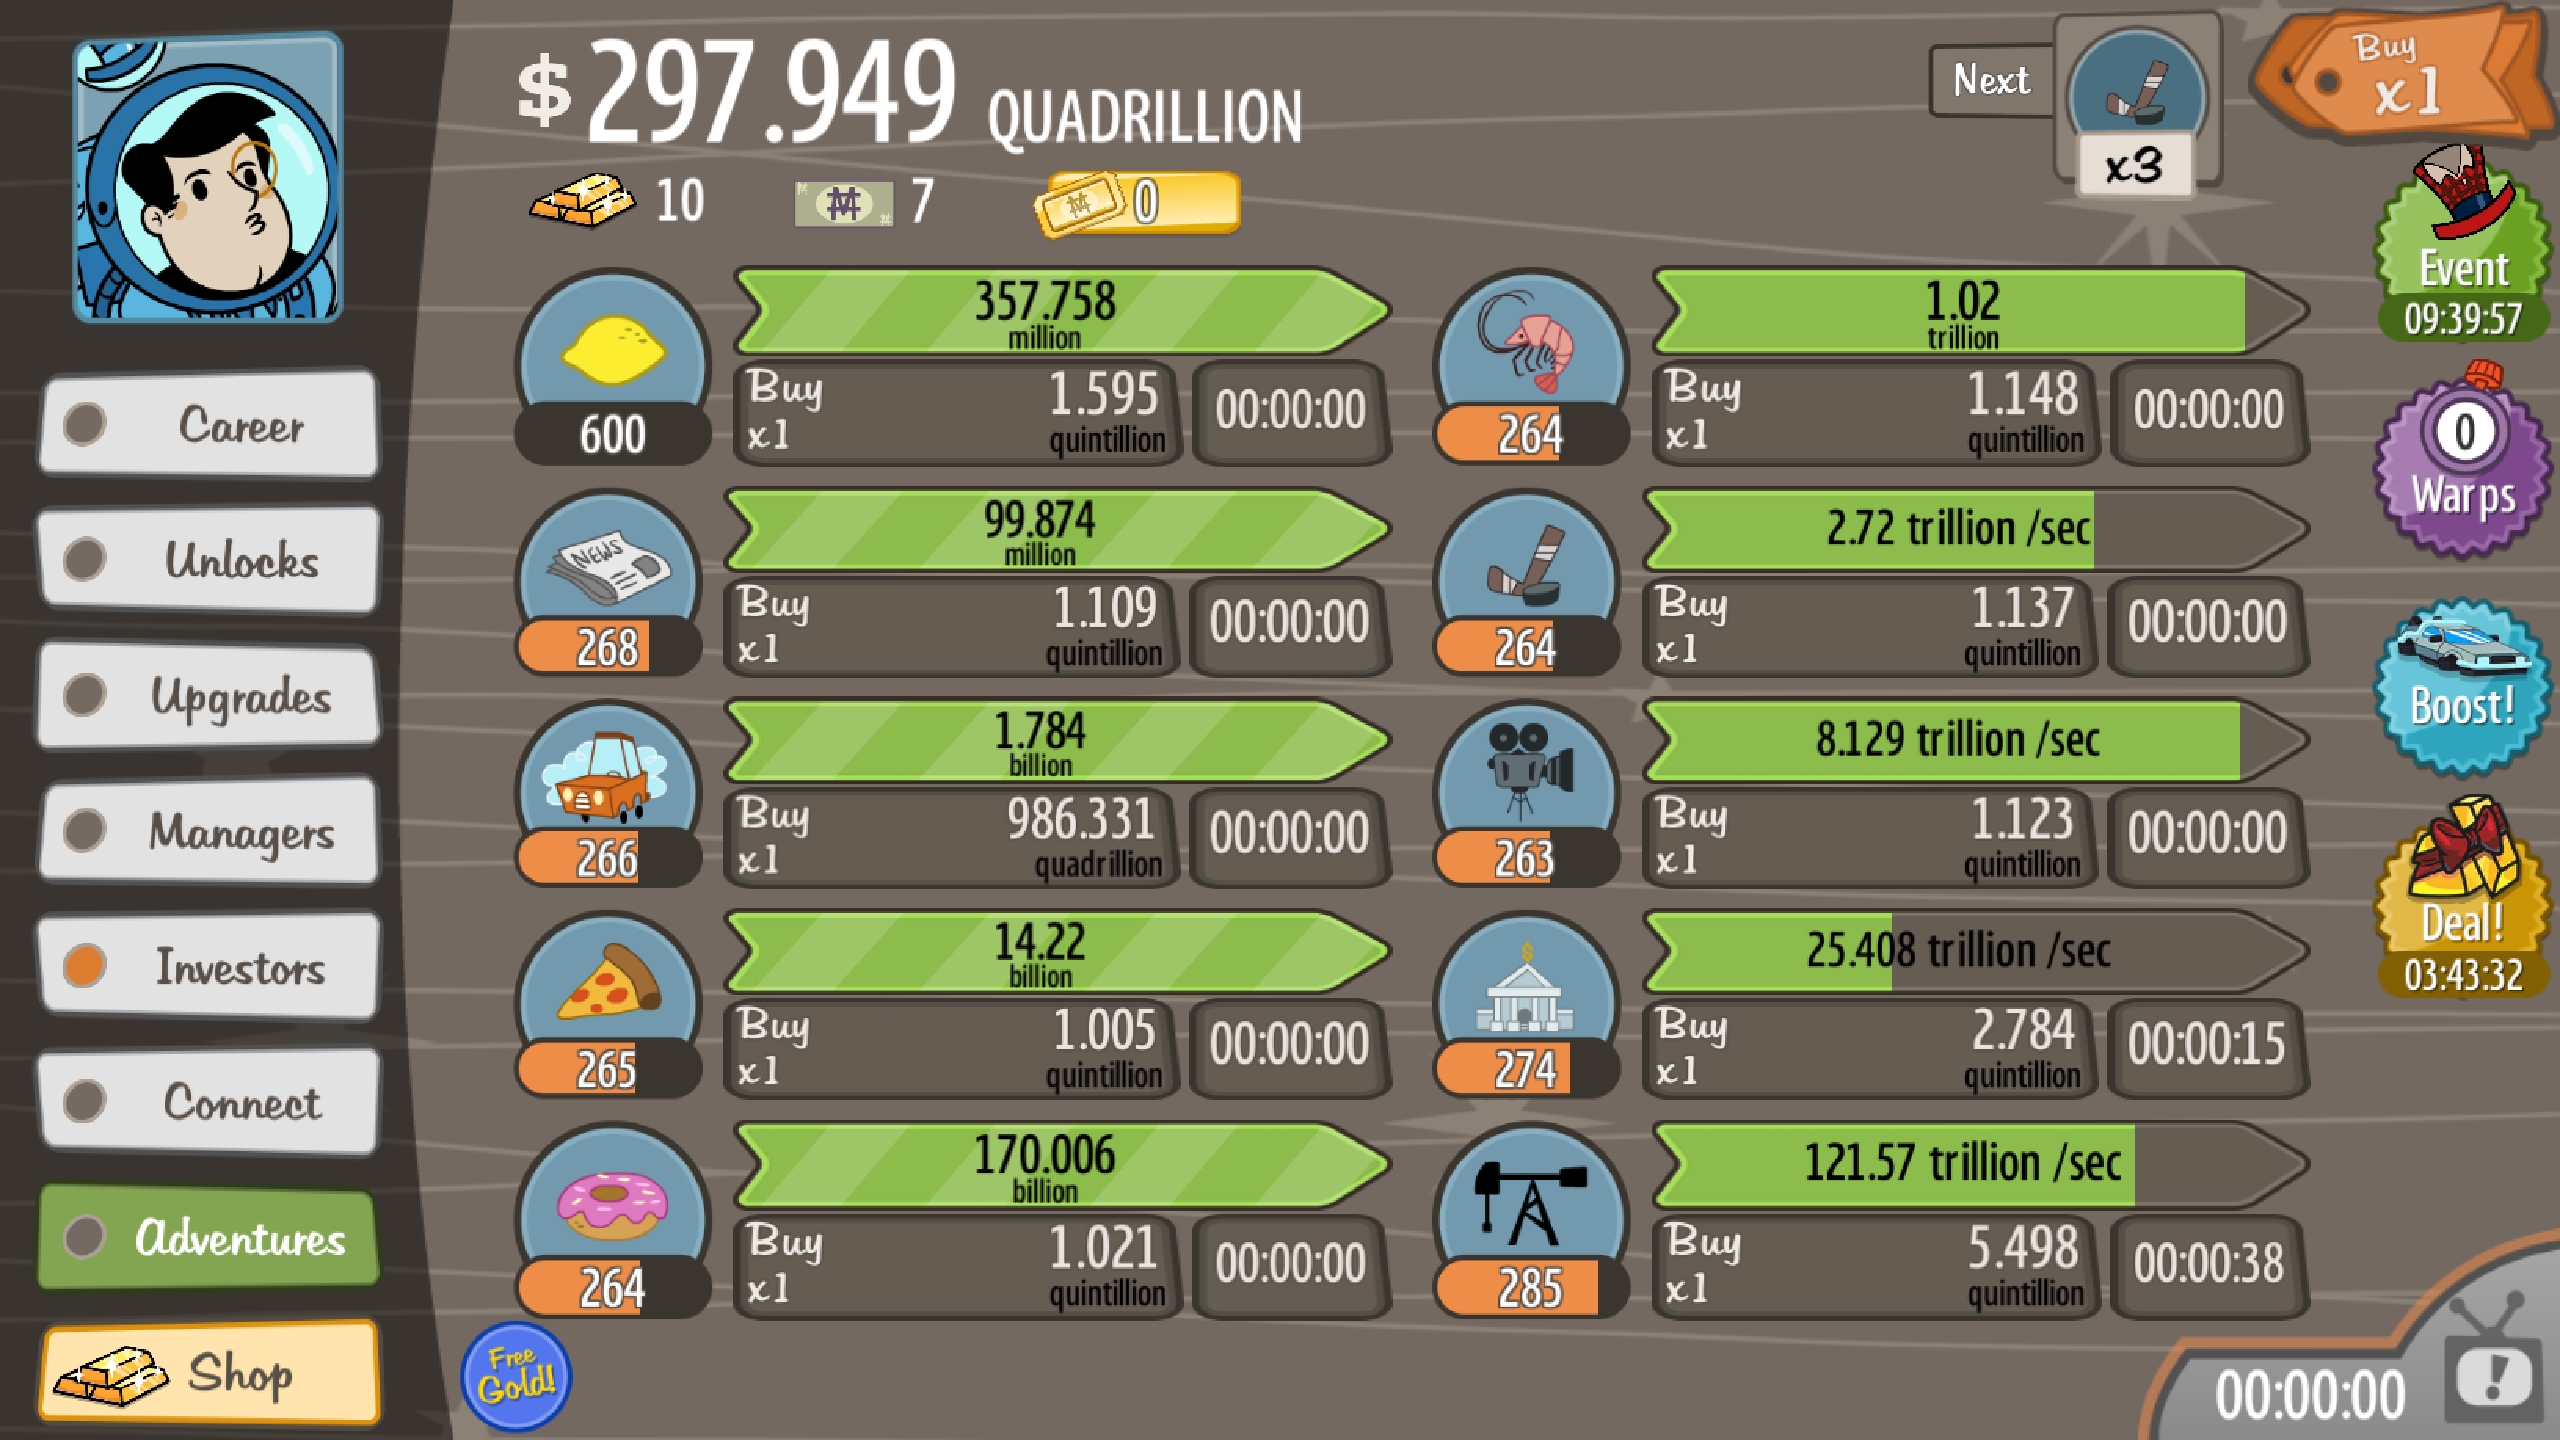 $297.949 QUADRILLION
Next
x3
Buy
x1
10
7
0
Event
09:39:57
0
Warps
Boost!
Deal!
03:43:32
Career
Unlocks
Upgrades
Managers
Investors
Connect
Adventures
Shop
357.758
million
600
Buy
x1
1.595
quintillion
00:00:00
NEWS
99.874
million
268
Buy
x1
1.109
quintillion
00:00:00
1.784
billion
266
Buy
x1
986.331
quadrillion
00:00:00
14.22
billion
265
Buy
x1
1.005
quintillion
00:00:00
170.006
billion
264
Buy
x1
1.021
quintillion
00:00:00
1.02
trillion
264
Buy
x1
1.148
quintillion
00:00:00
2.72 trillion /sec
264
Buy
x1
1.137
quintillion
00:00:00
8.129 trillion /sec
263
Buy
x1
1.123
quintillion
00:00:00
25.408 trillion /sec
274
Buy
x1
2.784
quintillion
00:00:15
121.57 trillion /sec
285
Buy
x1
5.498
quintillion
00:00:38
Free
Gold!
00:00:00
!